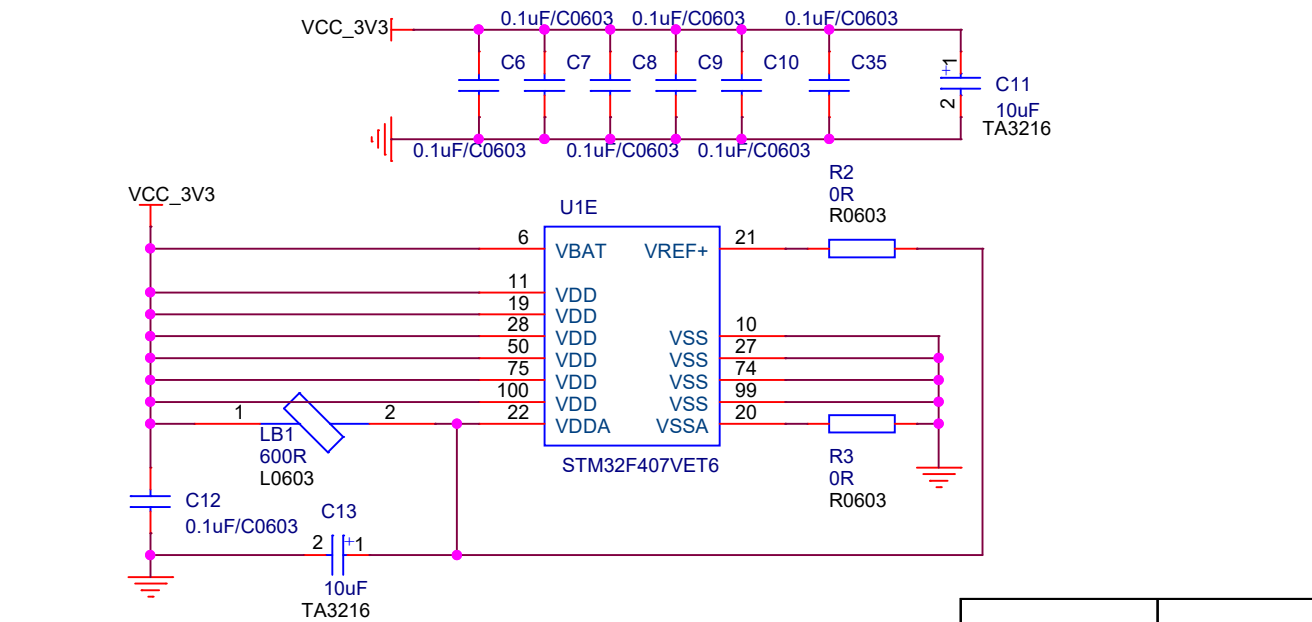 0.1uF/C0603 0.1uF/C0603 0.1uF/C0603
VCC_3V3
C6 C7 C8 C9 C10 C35
+1
C11
2
10uF
TA3216
0.1uF/C0603 0.1uF/C0603 0.1uF/C0603
R2
0R
R0603
VCC_3V3
U1E
6 VBAT VREF+ 21
11 VDD
19 VDD
28 VDD VSS 10
50 VDD VSS 27
75 VDD VSS 74
100 VDD VSS 99
1 2 22 VDDA VSSA 20
LB1
600R
L0603
STM32F407VET6
R3
0R
R0603
C12
0.1uF/C0603
C13
2 +1
10uF
TA3216